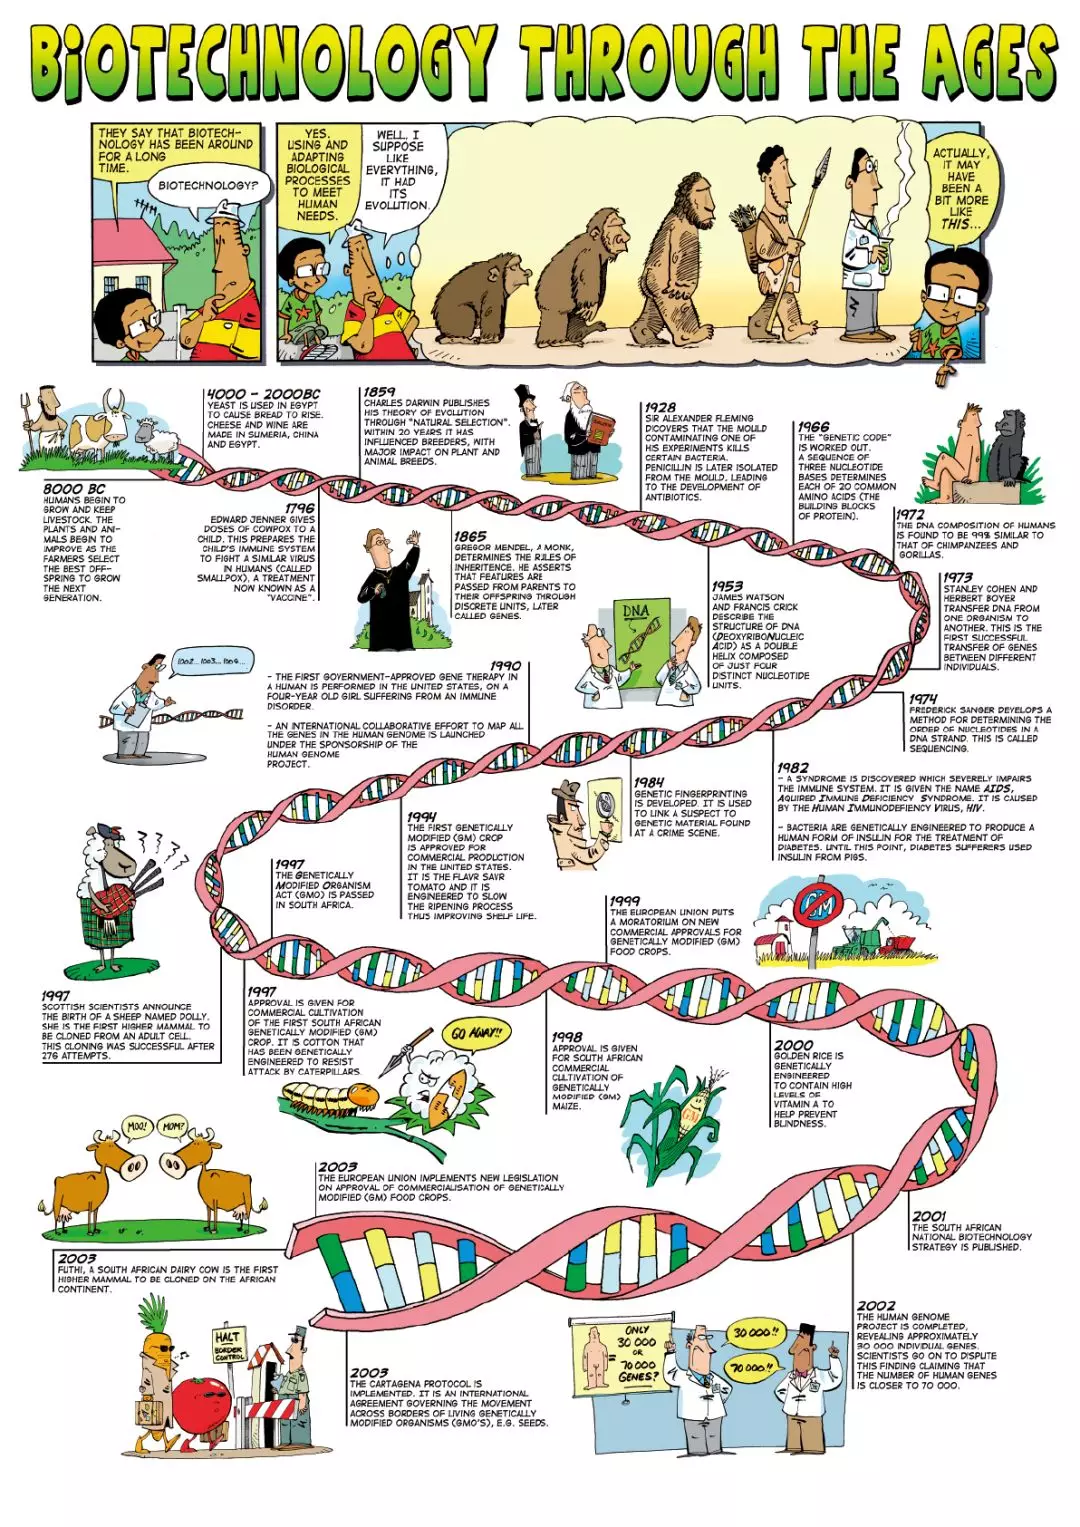 BIOTECHNOLOGY THROUGH THE AGES
THEY SAY THAT BIOTECH-
NOLOGY HAS BEEN AROUND
FOR A LONG
TIME.
BIOTECHNOLOGY?
YES.
USING AND
ADAPTING
BIOLOGICAL
PROCESSES
TO MEET
HUMAN
NEEDS.
WELL, I
SUPPOSE
LIKE
EVERYTHING,
IT HAD
ITS
EVOLUTION.
ACTUALLY,
IT MAY
HAVE
BEEN A
BIT MORE
LIKE
THIS...
8000 BC
HUMANS BEGIN TO
GROW AND KEEP
LIVESTOCK. THE
PLANTS AND ANI-
MALS BEGIN TO
IMPROVE AS THE
FARMERS SELECT
THE BEST OFF-
SPRING TO GROW
THE NEXT
GENERATION.
4000 - 2000BC
YEAST IS USED IN EGYPT
TO CAUSE BREAD TO RISE.
CHEESE AND WINE ARE
MADE IN SUMERIA, CHINA
AND EGYPT.
1796
EDWARD JENNER GIVES
DOSES OF COWPOX TO A
CHILD. THIS PREPARES THE
CHILD'S IMMUNE SYSTEM
TO FIGHT A SIMILAR VIRUS
IN HUMANS (CALLED
SMALLPOX), A TREATMENT
NOW KNOWN AS A
"VACCINE".
1859
CHARLES DARWIN PUBLISHES
HIS THEORY OF EVOLUTION
THROUGH "NATURAL SELECTION".
WITHIN 20 YEARS IT HAS
INFLUENCED BREEDERS, WITH
MAJOR IMPACT ON PLANT AND
ANIMAL BREEDS.
1865
GREGOR MENDEL, A MONK,
DETERMINES THE RULES OF
INHERITENCE. HE ASSERTS
THAT FEATURES ARE
PASSED FROM PARENTS TO
THEIR OFFSPRING THROUGH
DISCRETE UNITS, LATER
CALLED GENES.
1928
SIR ALEXANDER FLEMING
DICOVERS THAT THE MOULD
CONTAMINATING ONE OF
HIS EXPERIMENTS KILLS
CERTAIN BACTERIA.
PENICILLIN IS LATER ISOLATED
FROM THE MOULD, LEADING
TO THE DEVELOPMENT OF
ANTIBIOTICS.
1953
JAMES WATSON
AND FRANCIS CRICK
DESCRIBE THE
STRUCTURE OF DNA
(DEOXYRIBONUCLEIC
ACID) AS A DOUBLE
HELIX COMPOSED
OF JUST FOUR
DISTINCT NUCLEOTIDE
UNITS.
DNA
1966
THE "GENETIC CODE"
IS WORKED OUT.
A SEQUENCE OF
THREE NUCLEOTIDE
BASES DETERMINES
EACH OF 20 COMMON
AMINO ACIDS (THE
BUILDING BLOCKS
OF PROTEIN).
1972
THE DNA COMPOSITION OF HUMANS
IS FOUND TO BE 99% SIMILAR TO
THAT OF CHIMPANZEES AND
GORILLAS.
1973
STANLEY COHEN AND
HERBERT BOYER
TRANSFER DNA FROM
ONE ORGANISM TO
ANOTHER. THIS IS THE
FIRST SUCCESSFUL
TRANSFER OF GENES
BETWEEN DIFFERENT
INDIVIDUALS.
1974
FREDERICK SANGER DEVELOPS A
METHOD FOR DETERMINING THE
ORDER OF NUCLEOTIDES IN A
DNA STRAND. THIS IS CALLED
SEQUENCING.
1982
- A SYNDROME IS DISCOVERED WHICH SEVERELY IMPAIRS
THE IMMUNE SYSTEM. IT IS GIVEN THE NAME AIDS,
AQUIRED IMMUNE DEFICIENCY SYNDROME. IT IS CAUSED
BY THE HUMAN IMMUNODEFIENCY VIRUS, HIV.
- BACTERIA ARE GENETICALLY ENGINEERED TO PRODUCE A
HUMAN FORM OF INSULIN FOR THE TREATMENT OF
DIABETES. UNTIL THIS POINT, DIABETES SUFFERERS USED
INSULIN FROM PIGS.
1984
GENETIC FINGERPRINTING
IS DEVELOPED. IT IS USED
TO LINK A SUSPECT TO
GENETIC MATERIAL FOUND
AT A CRIME SCENE.
1990
- THE FIRST GOVERNMENT-APPROVED GENE THERAPY IN
A HUMAN IS PERFORMED IN THE UNITED STATES, ON A
FOUR-YEAR OLD GIRL SUFFERING FROM AN IMMUNE
DISORDER.
- AN INTERNATIONAL COLLABORATIVE EFFORT TO MAP ALL
THE GENES IN THE HUMAN GENOME IS LAUNCHED
UNDER THE SPONSORSHIP OF THE
HUMAN GENOME
PROJECT.
1002...1003...1004...
1994
THE FIRST GENETICALLY
MODIFIED (GM) CROP
IS APPROVED FOR
COMMERCIAL PRODUCTION
IN THE UNITED STATES.
IT IS THE FLAVR SAVR
TOMATO AND IT IS
ENGINEERED TO SLOW
THE RIPENING PROCESS
THUS IMPROVING SHELF LIFE.
1997
THE GENETICALLY
MODIFIED ORGANISM
ACT (GMO) IS PASSED
IN SOUTH AFRICA.
1997
SCOTTISH SCIENTISTS ANNOUNCE
THE BIRTH OF A SHEEP NAMED DOLLY.
SHE IS THE FIRST HIGHER MAMMAL TO
BE CLONED FROM AN ADULT CELL.
THIS CLONING WAS SUCCESSFUL AFTER
276 ATTEMPTS.
1997
APPROVAL IS GIVEN FOR
COMMERCIAL CULTIVATION
OF THE FIRST SOUTH AFRICAN
GENETICALLY MODIFIED (GM)
CROP. IT IS COTTON THAT
HAS BEEN GENETICALLY
ENGINEERED TO RESIST
ATTACK BY CATERPILLARS.
GO AWAY!!
1998
APPROVAL IS GIVEN
FOR SOUTH AFRICAN
COMMERCIAL
CULTIVATION OF
GENETICALLY
MODIFIED (GM)
MAIZE.
GM
1999
THE EUROPEAN UNION PUTS
A MORATORIUM ON NEW
COMMERCIAL APPROVALS FOR
GENETICALLY MODIFIED (GM)
FOOD CROPS.
GM
2000
GOLDEN RICE IS
GENETICALLY
ENGINEERED
TO CONTAIN HIGH
LEVELS OF
VITAMIN A TO
HELP PREVENT
BLINDNESS.
2001
THE SOUTH AFRICAN
NATIONAL BIOTECHNOLOGY
STRATEGY IS PUBLISHED.
2002
THE HUMAN GENOME
PROJECT IS COMPLETED,
REVEALING APPROXIMATELY
30 000 INDIVIDUAL GENES.
SCIENTISTS GO ON TO DISPUTE
THIS FINDING CLAIMING THAT
THE NUMBER OF HUMAN GENES
IS CLOSER TO 70 000.
ONLY
30 000
OR
70 000
GENES?
=
30 000!!
70 000!!
2003
THE EUROPEAN UNION IMPLEMENTS NEW LEGISLATION
ON APPROVAL OF COMMERCIALISATION OF GENETICALLY
MODIFIED (GM) FOOD CROPS.
MOO!
MOM?
2003
FUTHI, A SOUTH AFRICAN DAIRY COW IS THE FIRST
HIGHER MAMMAL TO BE CLONED ON THE AFRICAN
CONTINENT.
2003
THE CARTAGENA PROTOCOL IS
IMPLEMENTED. IT IS AN INTERNATIONAL
AGREEMENT GOVERNING THE MOVEMENT
ACROSS BORDERS OF LIVING GENETICALLY
MODIFIED ORGANISMS (GMO'S), E.G. SEEDS.
HALT
BORDER
CONTROL